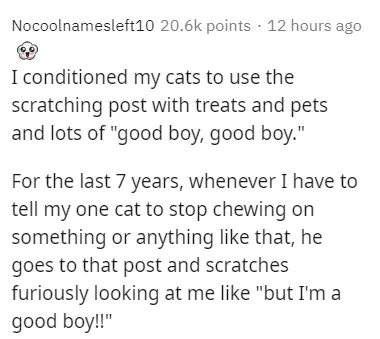 Nocoolnamesleft10 20.6k points · 12 hours ago
I conditioned my cats to use the
scratching post with treats and pets
and lots of "good boy, good boy."
For the last 7 years, whenever I have to
tell my one cat to stop chewing on
something or anything like that, he
goes to that post and scratches
furiously looking at me like "but I'm a
good boy!!"